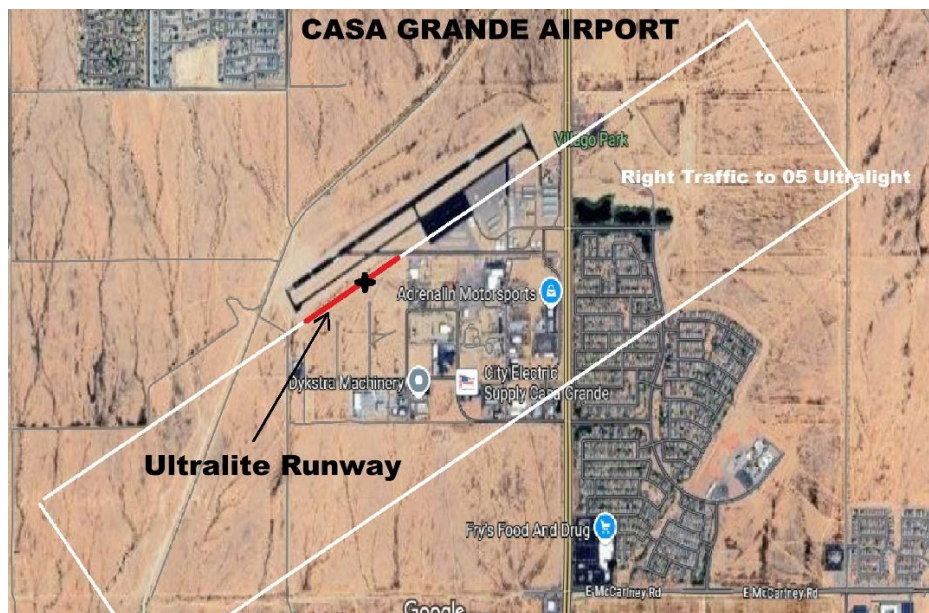 CASA GRANDE AIRPORT
Villago Park
Right Traffic to 05 Ultralight
Adrenalin Motorsports
Dykstra Machinery
City Electric
Supply Casa Grande
Ultralite Runway
Fry's Food And Drug
E McCartney Rd
E McCartney Rd
Google